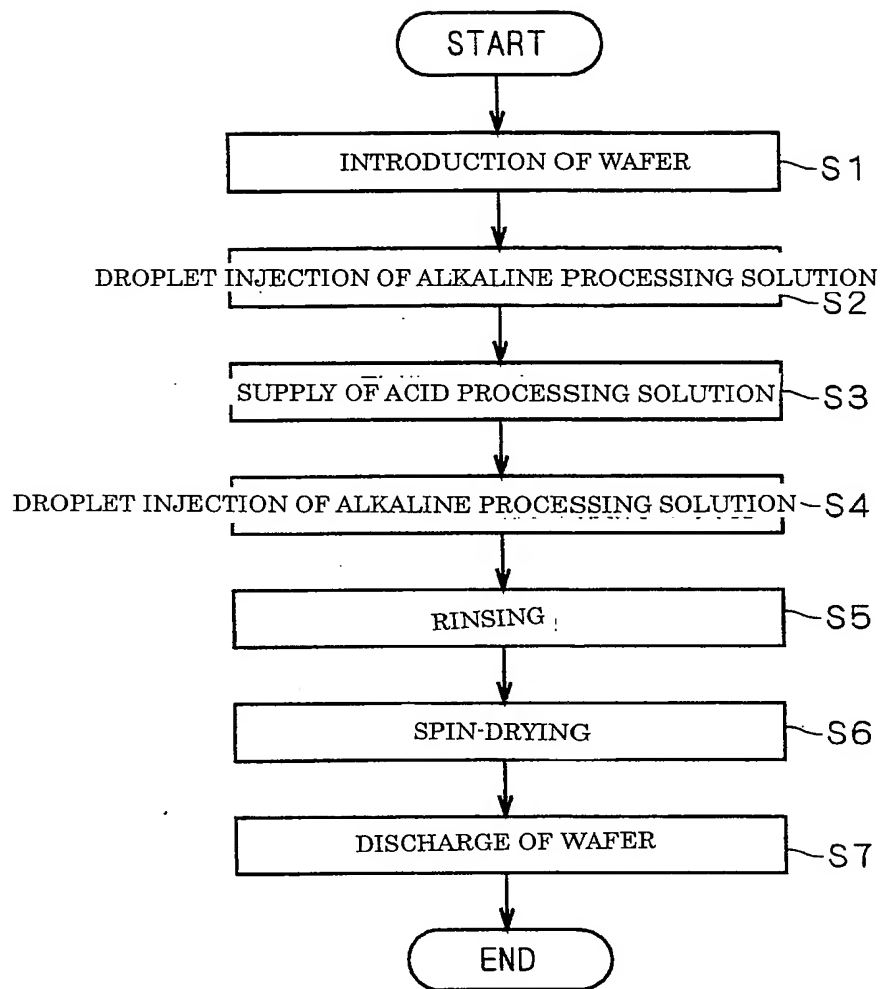 START
INTRODUCTION OF WAFER S1
DROPLET INJECTION OF ALKALINE PROCESSING SOLUTION
S2
SUPPLY OF ACID PROCESSING SOLUTION S3
DROPLET INJECTION OF ALKALINE PROCESSING SOLUTION S4
RINSING S5
SPIN-DRYING S6
DISCHARGE OF WAFER S7
END